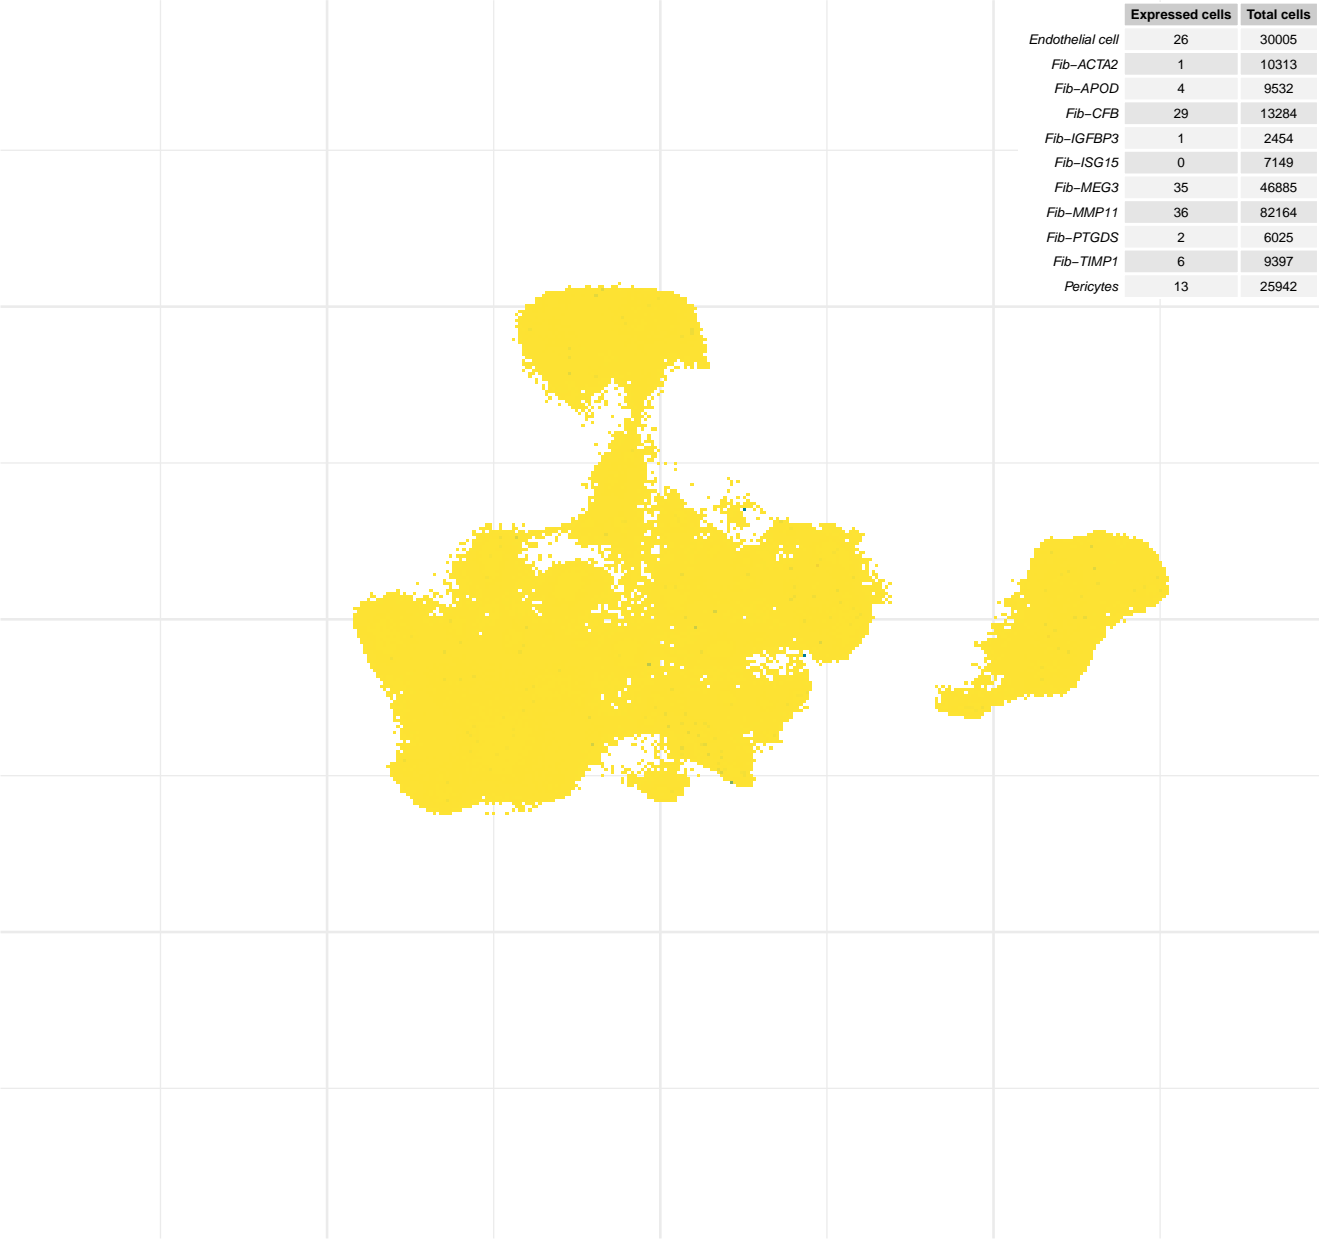 Expressed cells Total cells
Endothelial cell 26 30005
Fib−ACTA2 1 10313
Fib−APOD 4 9532
Fib−CFB 29 13284
Fib−IGFBP3 1 2454
Fib−ISG15 0 7149
Fib−MEG3 35 46885
Fib−MMP11 36 82164
Fib−PTGDS 2 6025
Fib−TIMP1 6 9397
Pericytes 13 25942